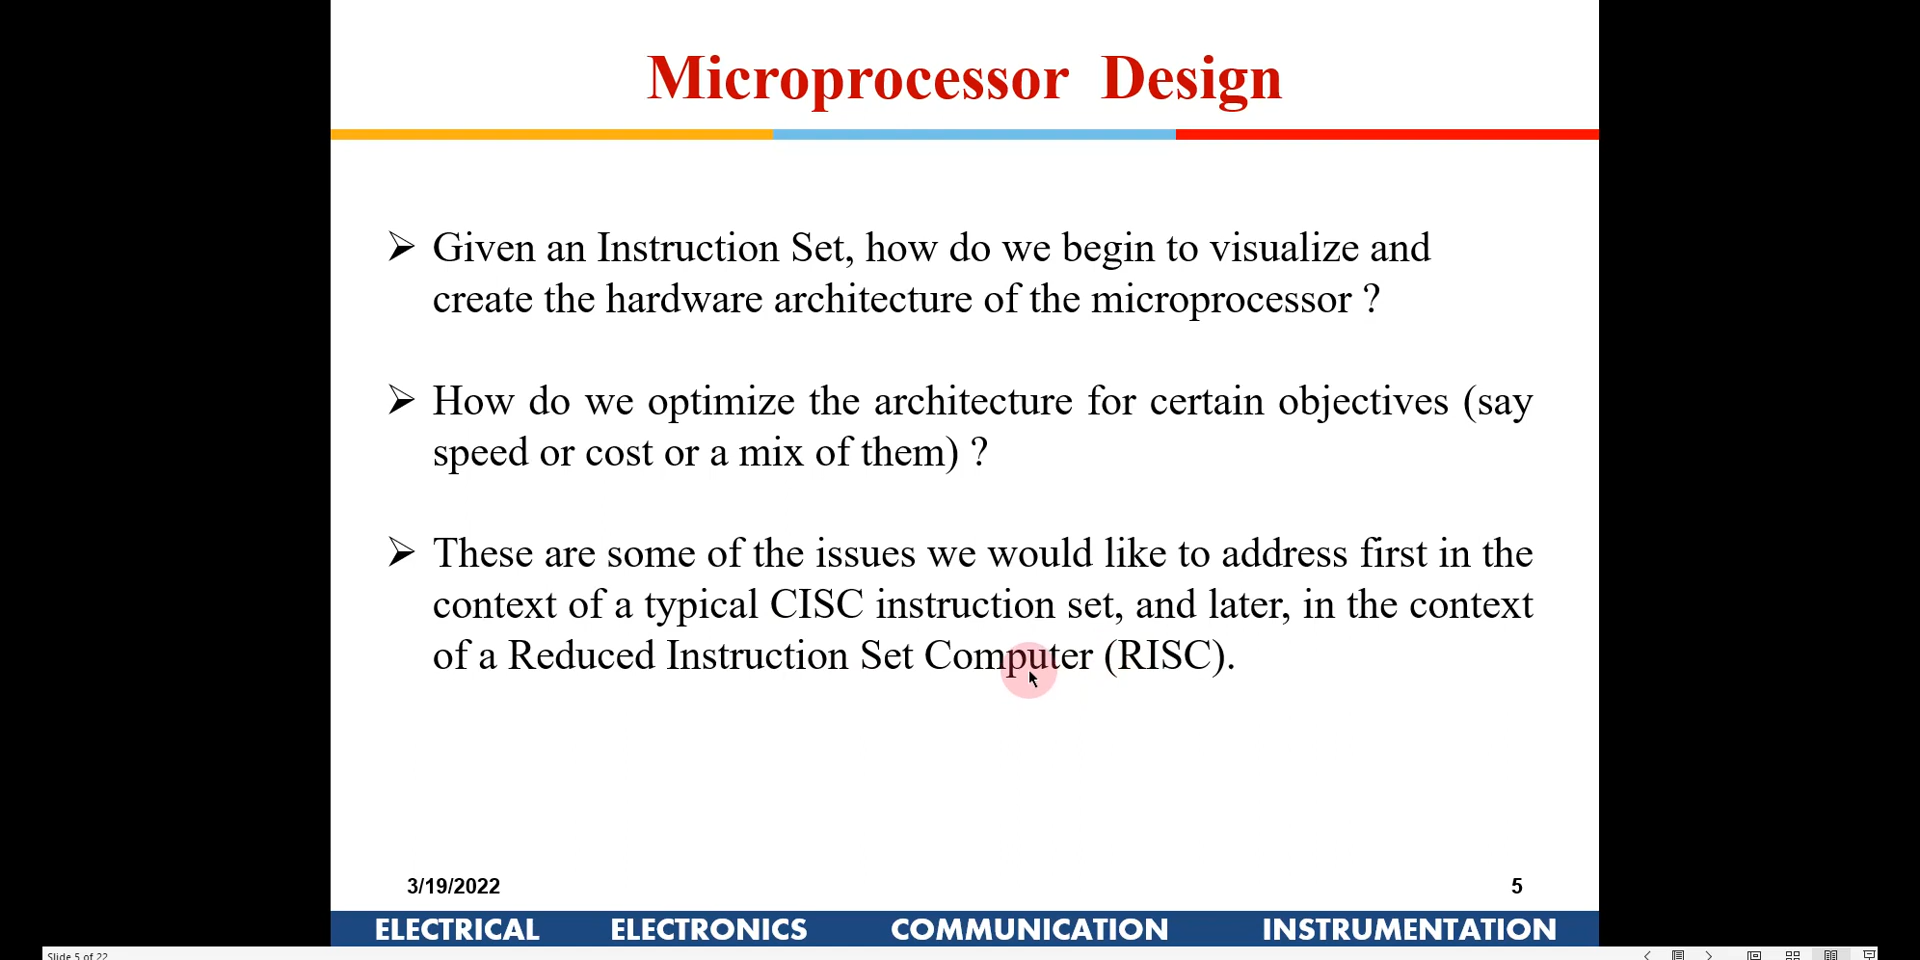 Microprocessor Design
Given an Instruction Set, how do we begin to visualize and
create the hardware architecture of the microprocessor ?
How do we optimize the architecture for certain objectives (say
speed or cost or a mix of them) ?
These are some of the issues we would like to address first in the
context of a typical CISC instruction set, and later, in the context
of a Reduced Instruction Set Computer (RISC).
3/19/2022 5
ELECTRICAL ELECTRONICS COMMUNICATION INSTRUMENTATION
Slide 5 of 22